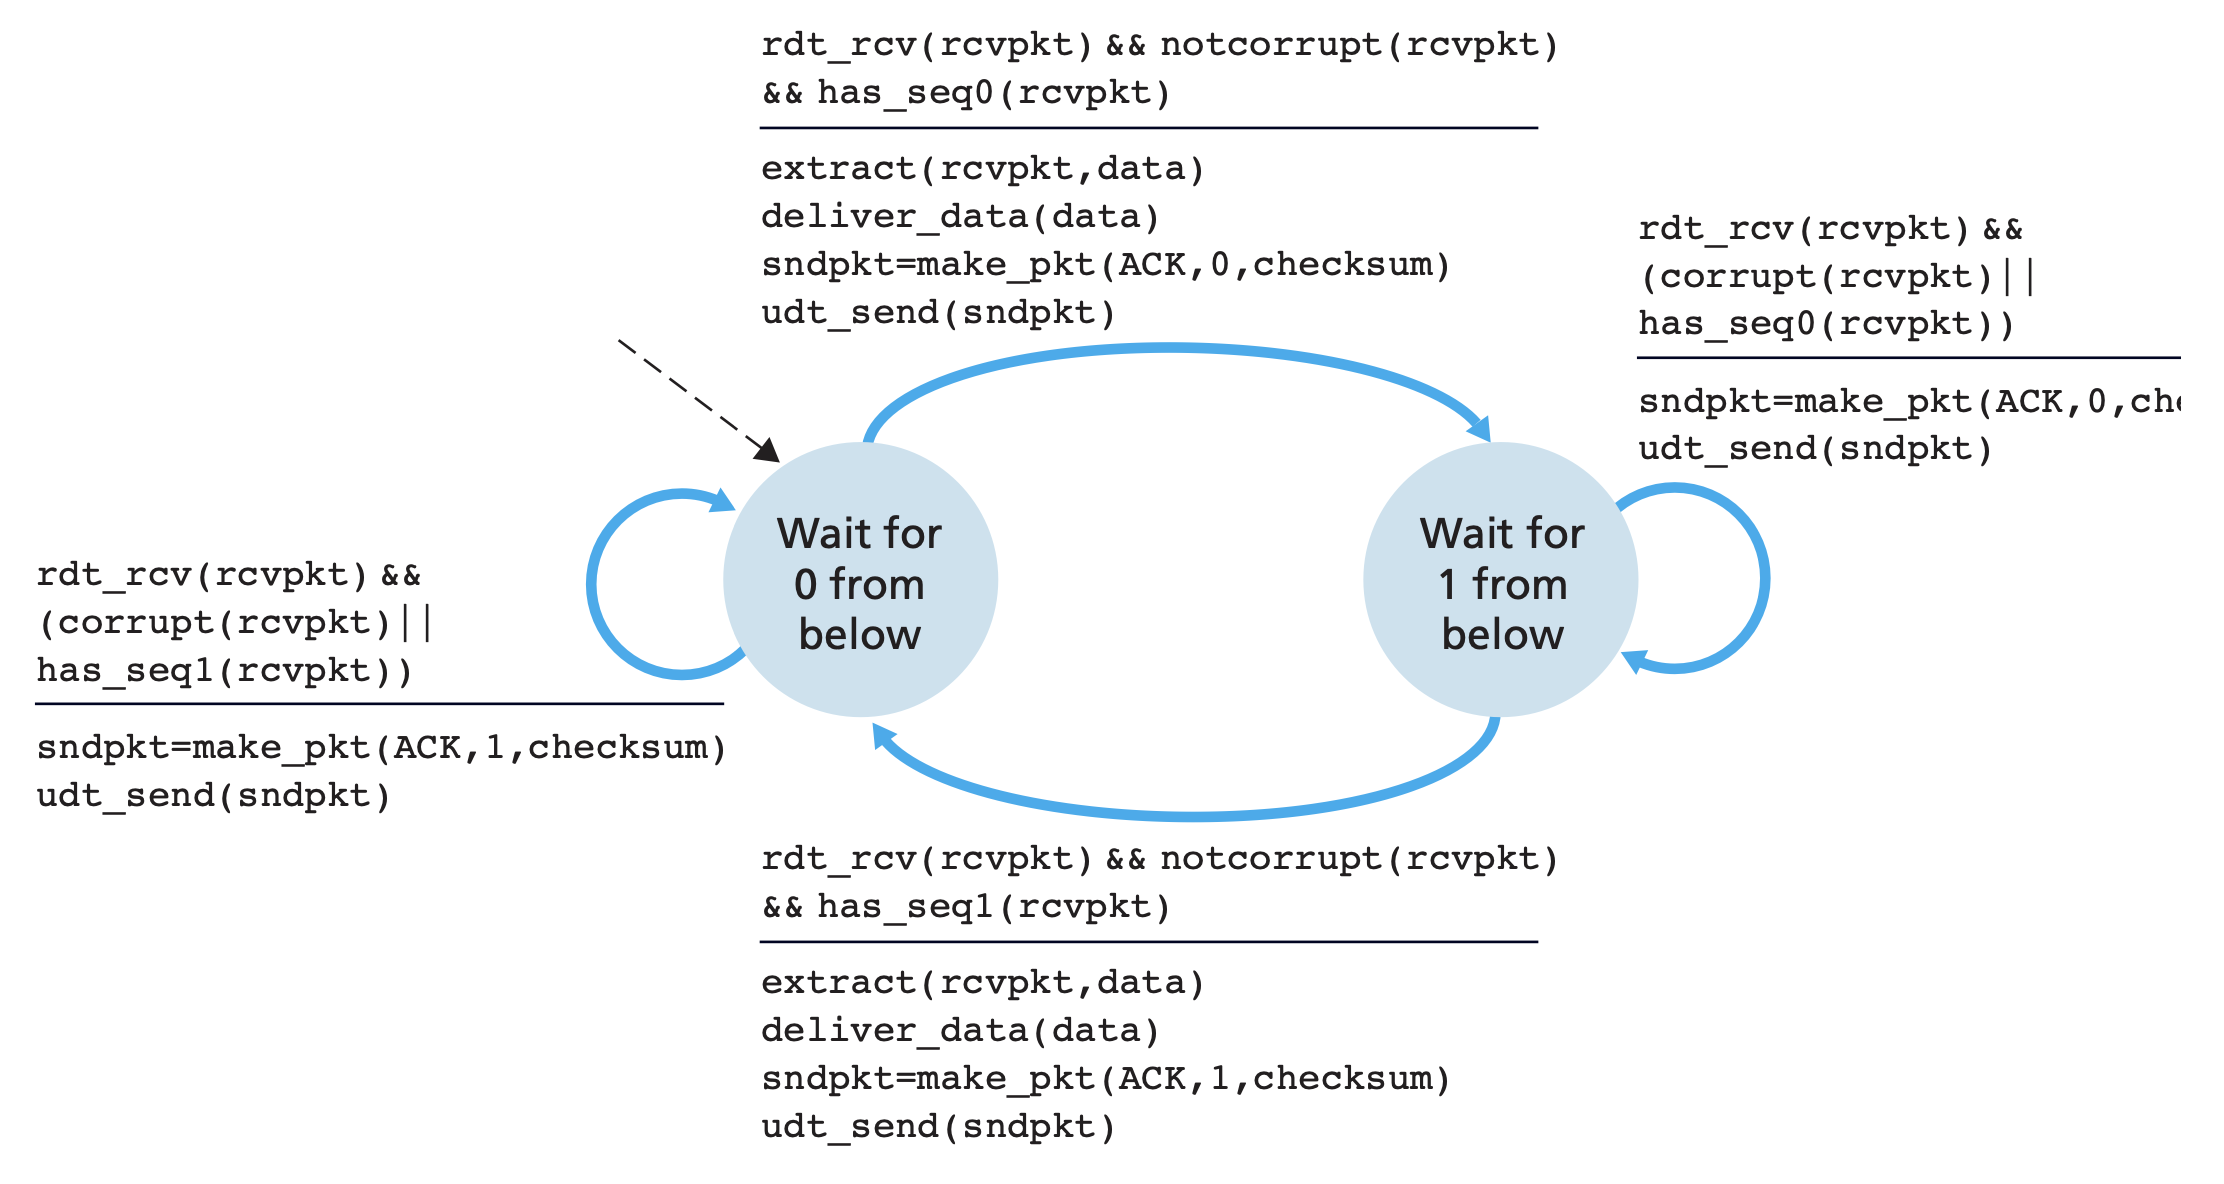 rdt_rcv(rcvpkt) && notcorrupt(rcvpkt)
&& has_seq0(rcvpkt)
extract(rcvpkt,data)
deliver_data(data)
sndpkt=make_pkt(ACK,0,checksum)
udt_send(sndpkt)
rdt_rcv(rcvpkt) &&
(corrupt(rcvpkt)||
has_seq0(rcvpkt))
sndpkt=make_pkt(ACK,0,che
udt_send(sndpkt)
Wait for
0 from
below
Wait for
1 from
below
rdt_rcv(rcvpkt) &&
(corrupt(rcvpkt)||
has_seq1(rcvpkt))
sndpkt=make_pkt(ACK,1,checksum)
udt_send(sndpkt)
rdt_rcv(rcvpkt) && notcorrupt(rcvpkt)
&& has_seq1(rcvpkt)
extract(rcvpkt,data)
deliver_data(data)
sndpkt=make_pkt(ACK,1,checksum)
udt_send(sndpkt)